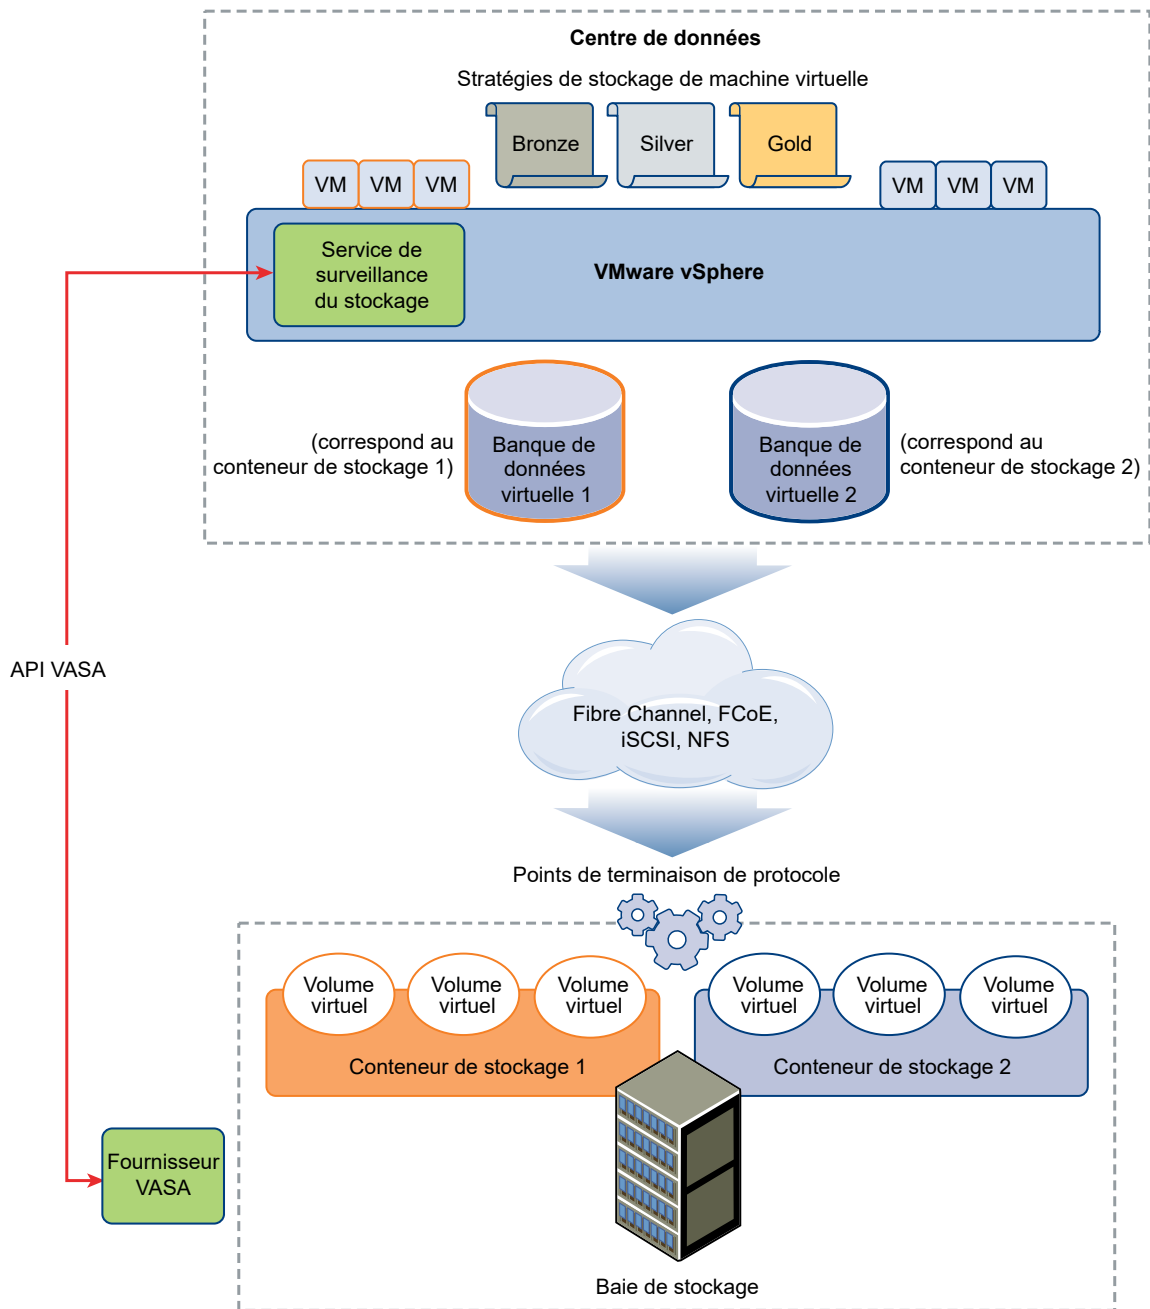 Centre de données
Stratégies de stockage de machine virtuelle
Bronze
Silver
Gold
VM
VM
VM
VM
VM
VM
Service de
surveillance
du stockage
VMware vSphere
(correspond au
conteneur de stockage 1)
Banque de
données
virtuelle 1
Banque de
données
virtuelle 2
(correspond au
conteneur de stockage 2)
API VASA
Fibre Channel, FCoE,
iSCSI, NFS
Points de terminaison de protocole
Volume
virtuel
Volume
virtuel
Volume
virtuel
Volume
virtuel
Volume
virtuel
Volume
virtuel
Conteneur de stockage 1
Conteneur de stockage 2
Fournisseur
VASA
Baie de stockage